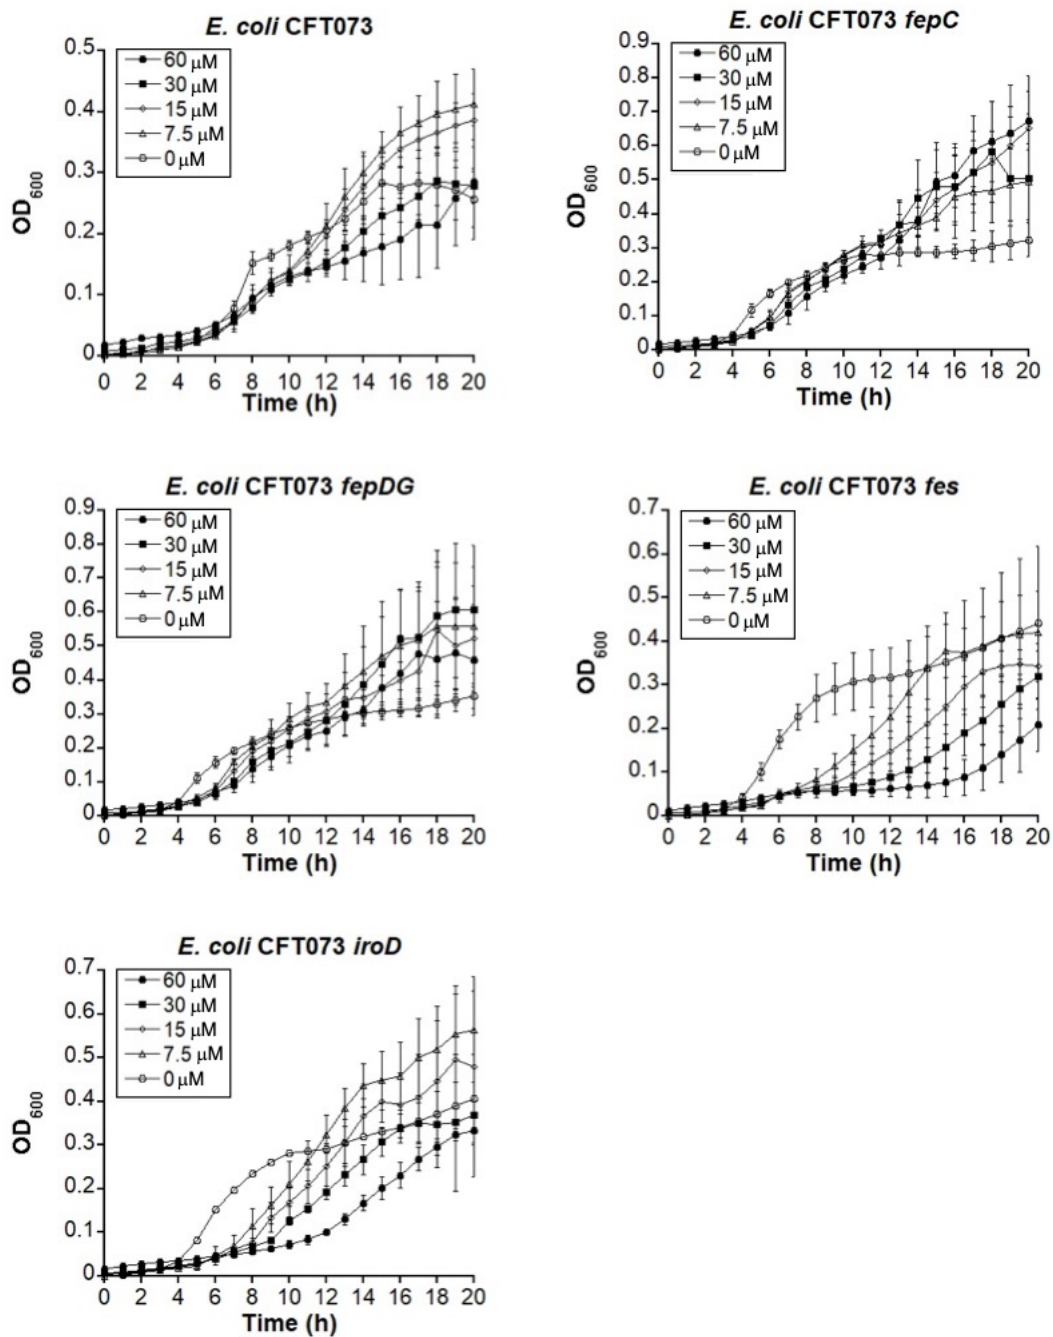 E. coli CFT073
0.5
0.4
0.3
0.2
0.1
0
OD600
60 μM
30 μM
15 μM
7.5 μM
0 μM
0 2 4 6 8 10 12 14 16 18 20
Time (h)
E. coli CFT073 fepC
0.9
0.8
0.7
0.6
0.5
0.4
0.3
0.2
0.1
0
OD600
60 μM
30 μM
15 μM
7.5 μM
0 μM
0 2 4 6 8 10 12 14 16 18 20
Time (h)
E. coli CFT073 fepDG
0.9
0.8
0.7
0.6
0.5
0.4
0.3
0.2
0.1
0
OD600
60 μM
30 μM
15 μM
7.5 μM
0 μM
0 2 4 6 8 10 12 14 16 18 20
Time (h)
E. coli CFT073 fes
0.7
0.6
0.5
0.4
0.3
0.2
0.1
0
OD600
60 μM
30 μM
15 μM
7.5 μM
0 μM
0 2 4 6 8 10 12 14 16 18 20
Time (h)
E. coli CFT073 iroD
0.7
0.6
0.5
0.4
0.3
0.2
0.1
0
OD600
60 μM
30 μM
15 μM
7.5 μM
0 μM
0 2 4 6 8 10 12 14 16 18 20
Time (h)